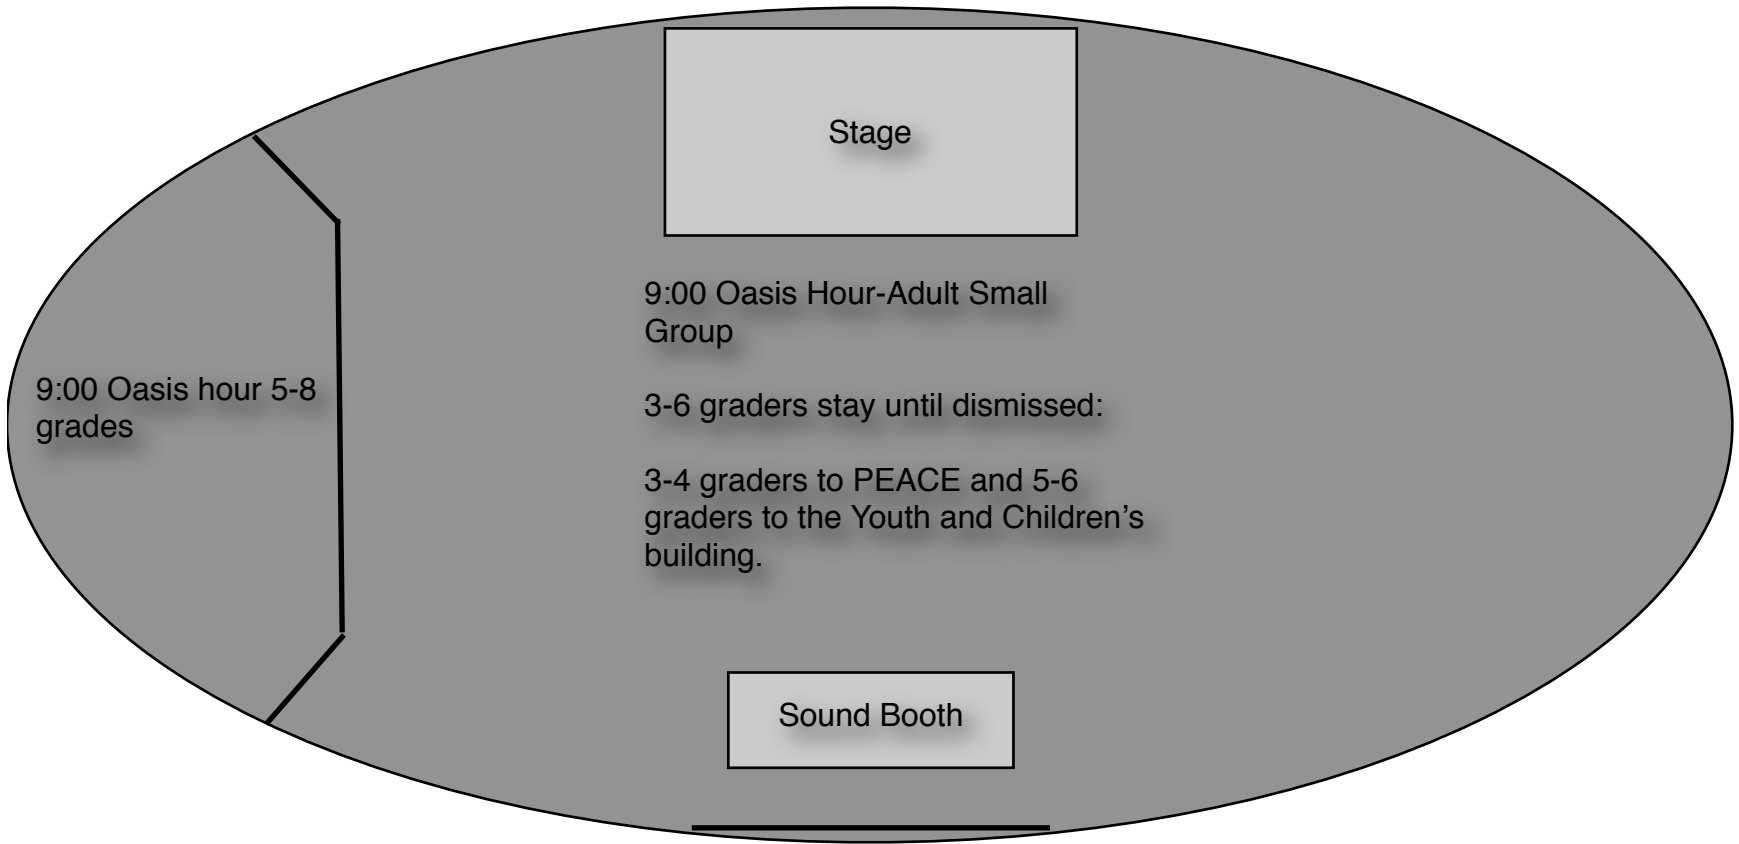 Stage
9:00 Oasis Hour-Adult Small
Group
3-6 graders stay until dismissed:
3-4 graders to PEACE and 5-6
graders to the Youth and Children’s
building.
9:00 Oasis hour 5-8
grades
Sound Booth